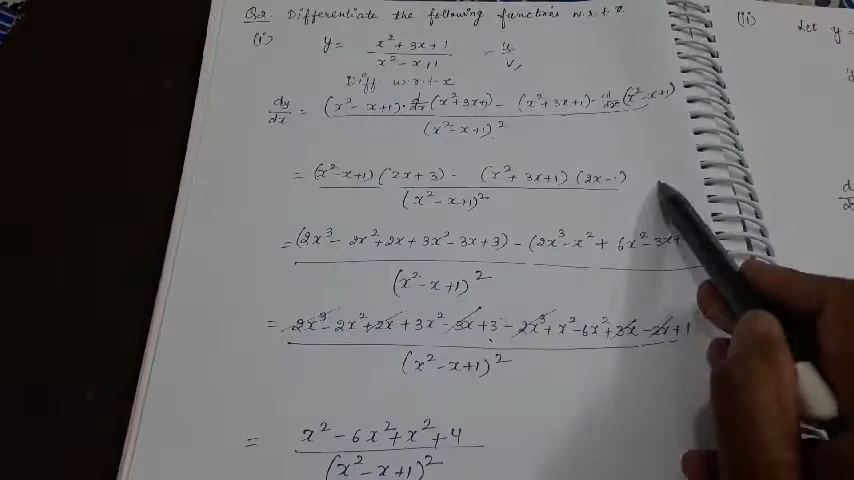 Q2. Differentiate the following functions w.r.t x.
(i) y = x² + 3x + 1 / x² - x + 1 = u/v,
Diff w.r.t x
dy/dx = (x² - x + 1) · d/dx (x² + 3x + 1) - (x² + 3x + 1) · d/dx (x² - x + 1) / (x² - x + 1)²
= (x² - x + 1) (2x + 3) - (x² + 3x + 1) (2x - 1) / (x² - x + 1)²
= (2x³ - 2x² + 2x + 3x² - 3x + 3) - (2x³ - x² + 6x² - 3x + / (x² - x + 1)²
= 2x³ - 2x² + 2x + 3x² - 3x + 3 - 2x³ + x² - 6x² + 3x - 2x + 1 / (x² - x + 1)²
= x² - 6x² + x² + 4 / (x² - x + 1)²
(ii) Let y =